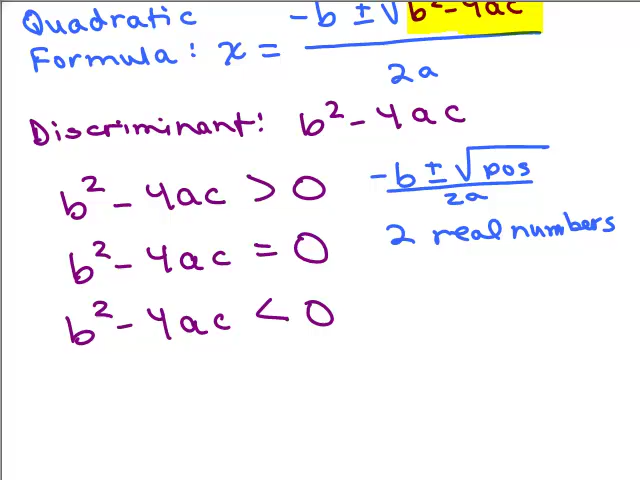 Quadratic Formula: x = (-b ± √b² - 4ac) / 2a
Discriminant: b² - 4ac
b² - 4ac > 0
(-b ± √pos) / 2a
2 real numbers
b² - 4ac = 0
b² - 4ac < 0